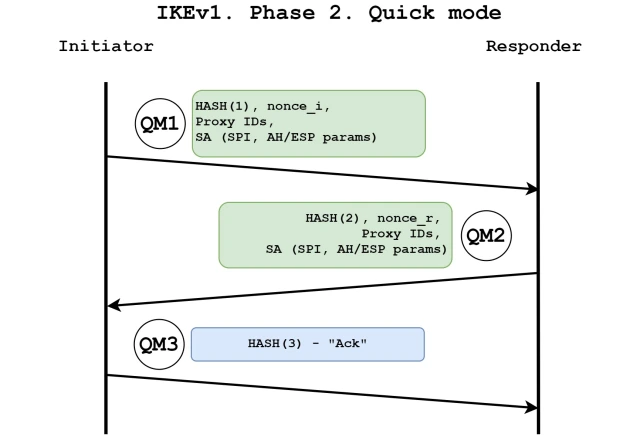 IKEv1. Phase 2. Quick mode
Initiator
Responder
QM1
HASH(1), nonce_i,
Proxy IDs,
SA (SPI, AH/ESP params)
HASH(2), nonce_r,
Proxy IDs,
SA (SPI, AH/ESP params)
QM2
QM3
HASH(3) - "Ack"